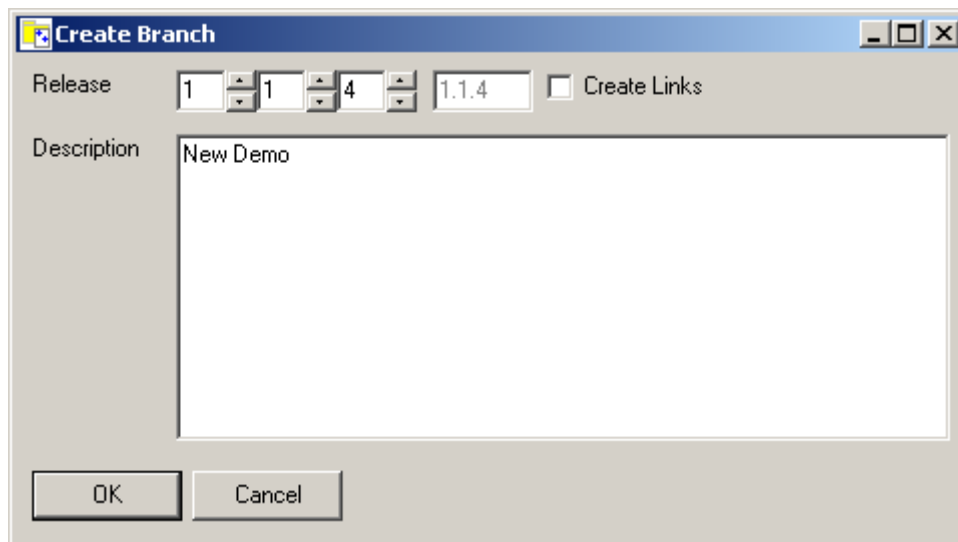 Create Branch
Release 1 1 4 1.1.4 Create Links
Description New Demo
OK Cancel